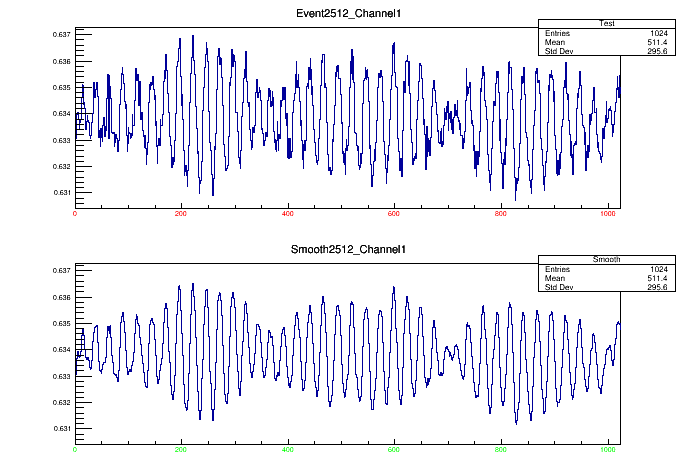 Event2512_Channel1
Test
Entries 1024
Mean 511.4
Std Dev 295.6
0.637
0.636
0.635
0.634
0.633
0.632
0.631
0 200 400 600 800 1000
Smooth2512_Channel1
Smooth
Entries 1024
Mean 511.4
Std Dev 295.6
0.637
0.636
0.635
0.634
0.633
0.632
0.631
0 200 400 600 800 1000